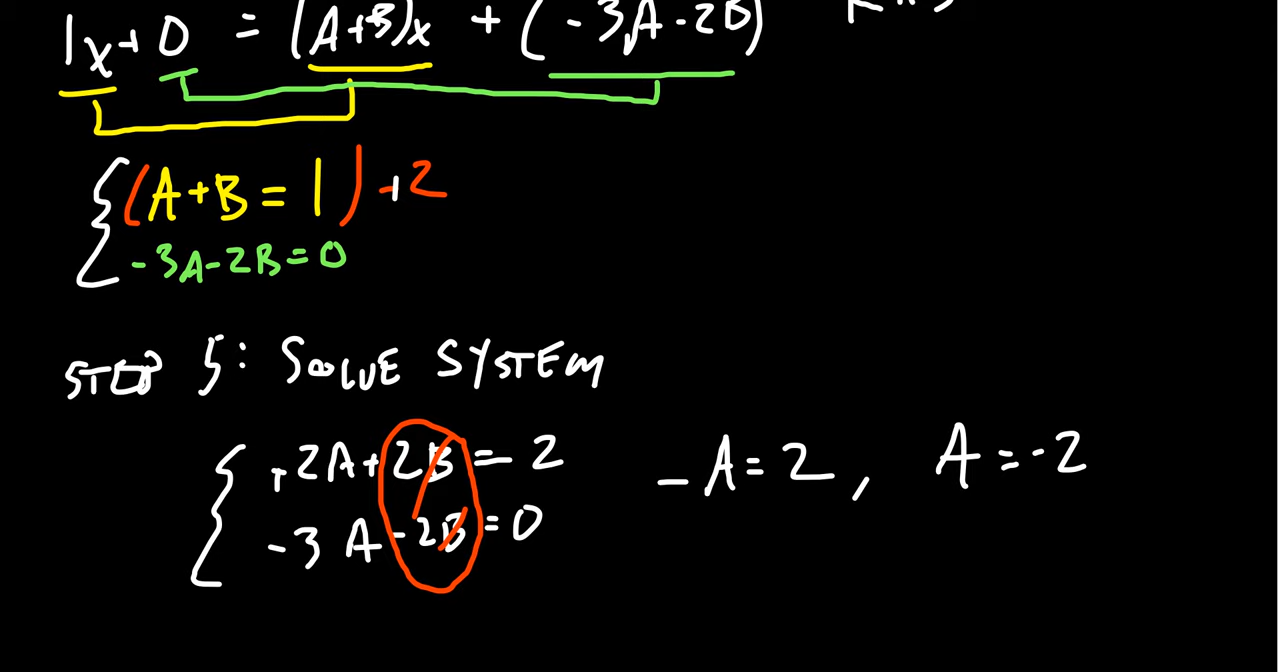 1x+0 = (A+B)x + (-3A-2B)
(A+B=1)+2
-3A-2B=0
STEP 5: SOLVE SYSTEM
+2A+2B=2 -A=2, A=-2
-3A-2B=0